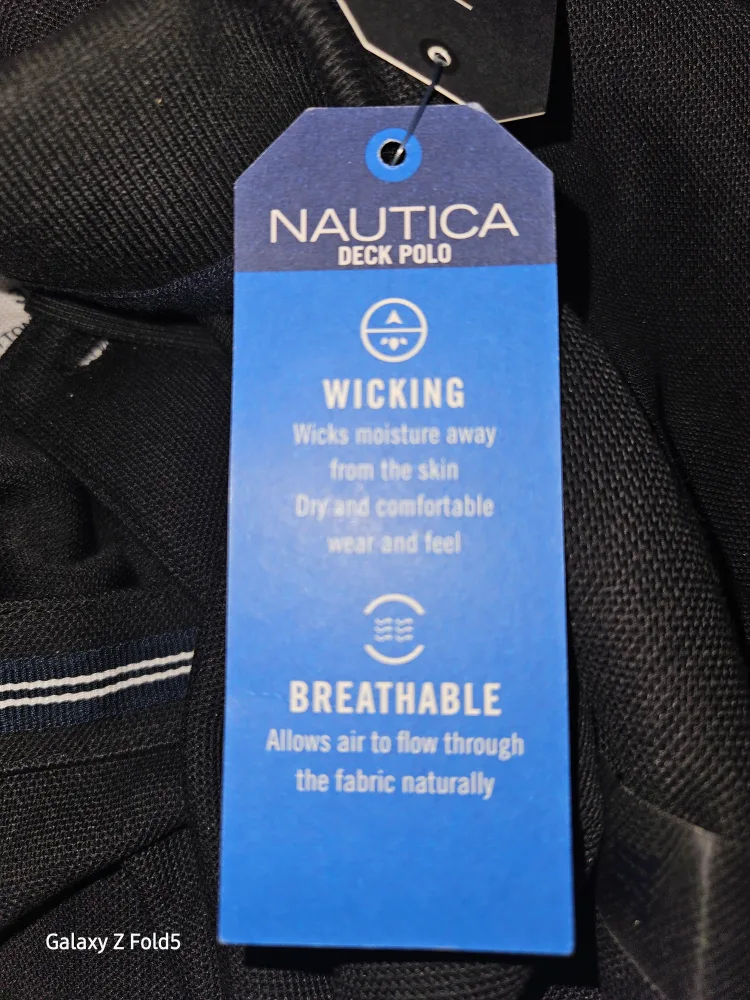 NAUTICA
DECK POLO
WICKING
Wicks moisture away
from the skin
Dry and comfortable
wear and feel
BREATHABLE
Allows air to flow through
the fabric naturally
Galaxy Z Fold5